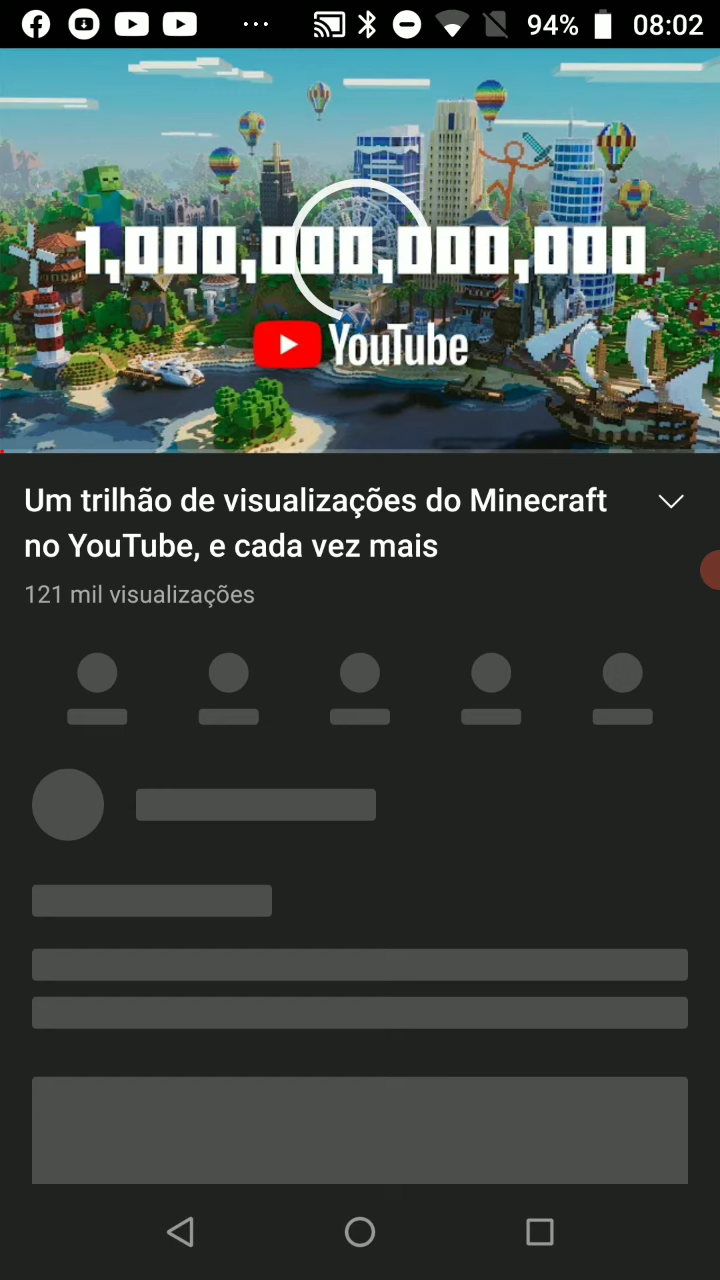 94% 08:02
1,000,000,000,000
YouTube
Um trilhão de visualizações do Minecraft
no YouTube, e cada vez mais
121 mil visualizações